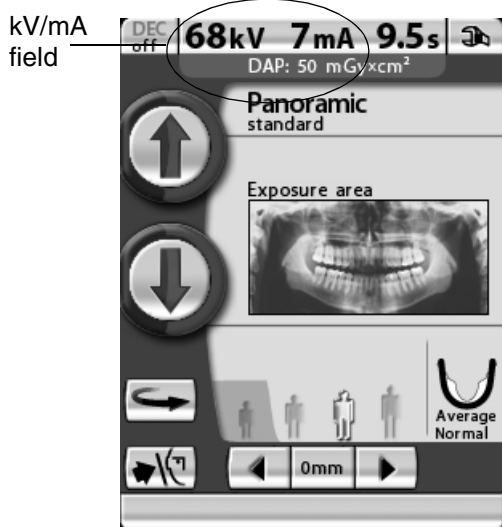 kV/mA
field
DEC
off
68kV 7mA 9.5s
DAP: 50 mGy×cm²
Panoramic
standard
Exposure area
Average
Normal
0mm